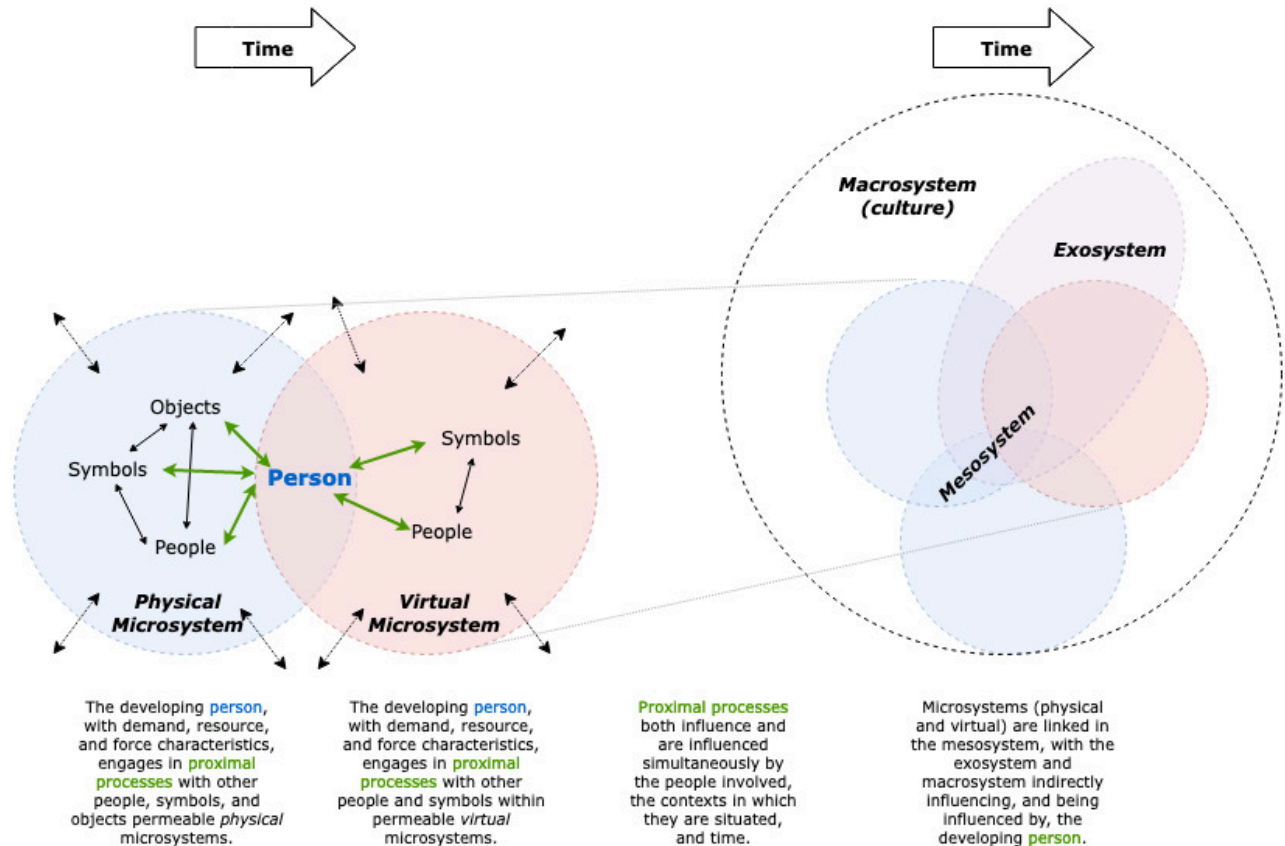 Time
Time
Macrosystem
(culture)
Exosystem
Mesosystem
Objects
Symbols
People
Person
Symbols
People
Physical
Microsystem
Virtual
Microsystem
The developing person,
with demand, resource,
and force characteristics,
engages in proximal
processes with other
people, symbols, and
objects permeable physical
microsystems.
The developing person,
with demand, resource,
and force characteristics,
engages in proximal
processes with other
people and symbols within
permeable virtual
microsystems.
Proximal processes
both influence and
are influenced
simultaneously by
the people involved,
the contexts in which
they are situated,
and time.
Microsystems (physical
and virtual) are linked in
the mesosystem, with the
exosystem and
macrosystem indirectly
influencing, and being
influenced by, the
developing person.